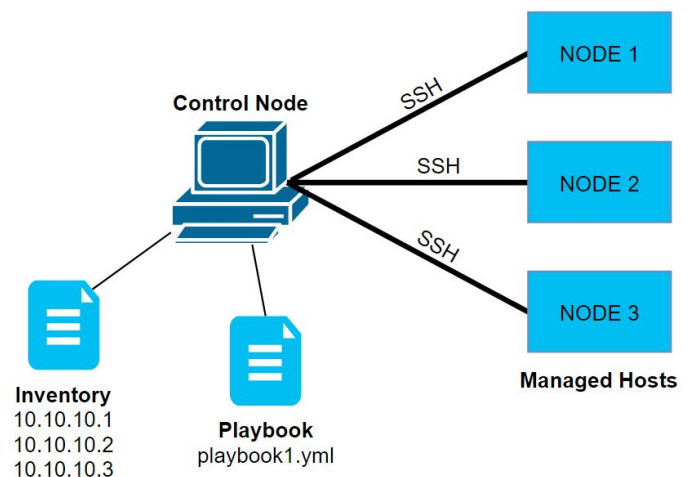 NODE 1
Control Node
SSH
SSH
NODE 2
SSH
NODE 3
Managed Hosts
Inventory
10.10.10.1
10.10.10.2
10.10.10.3
Playbook
playbook1.yml